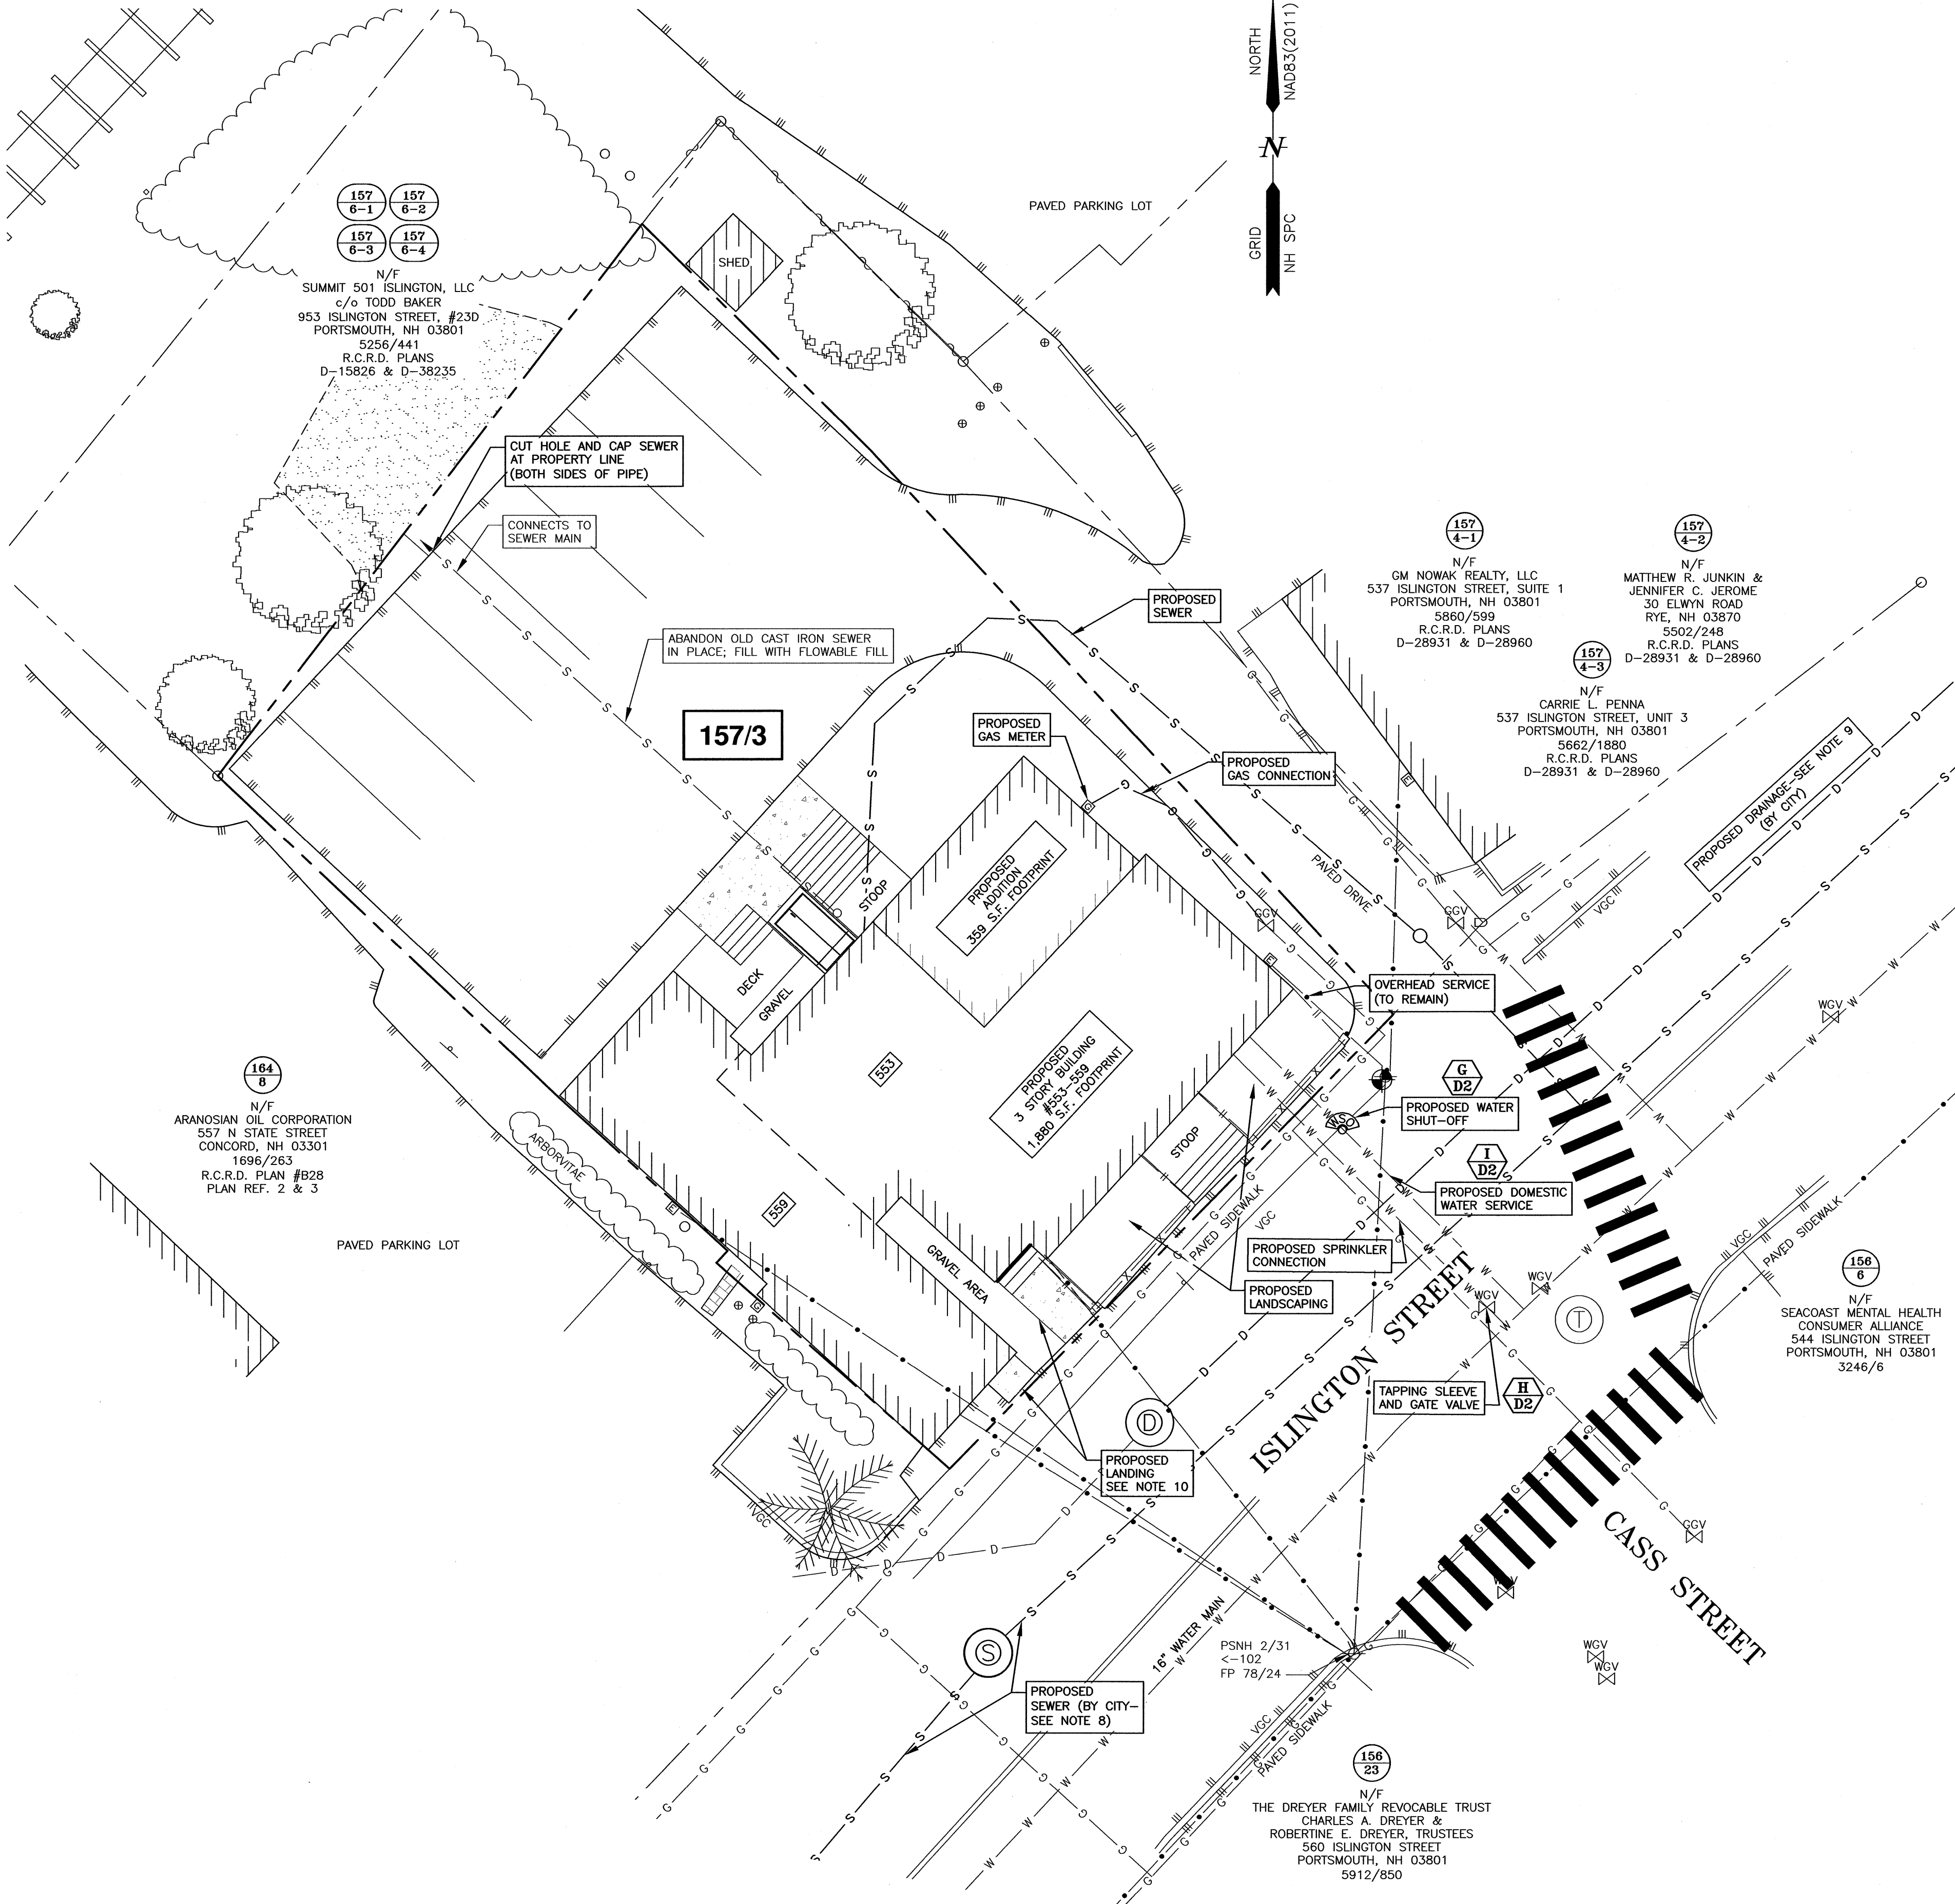 NORTH
NAD83(2011)
N
GRID
NH SPC
157
6-1
157
6-2
157
6-3
157
6-4
N/F
SUMMIT 501 ISLINGTON, LLC
c/o TODD BAKER
953 ISLINGTON STREET, #23D
PORTSMOUTH, NH 03801
5256/441
R.C.R.D. PLANS
D-15826 & D-38235
SHED
PAVED PARKING LOT
CUT HOLE AND CAP SEWER
AT PROPERTY LINE
(BOTH SIDES OF PIPE)
CONNECTS TO
SEWER MAIN
ABANDON OLD CAST IRON SEWER
IN PLACE; FILL WITH FLOWABLE FILL
157/3
PROPOSED
SEWER
157
4-1
N/F
GM NOWAK REALTY, LLC
537 ISLINGTON STREET, SUITE 1
PORTSMOUTH, NH 03801
5860/599
R.C.R.D. PLANS
D-28931 & D-28960
157
4-2
N/F
MATTHEW R. JUNKIN &
JENNIFER C. JEROME
30 ELWYN ROAD
RYE, NH 03870
5502/248
R.C.R.D. PLANS
D-28931 & D-28960
157
4-3
N/F
CARRIE L. PENNA
537 ISLINGTON STREET, UNIT 3
PORTSMOUTH, NH 03801
5662/1880
R.C.R.D. PLANS
D-28931 & D-28960
PROPOSED
GAS METER
PROPOSED
GAS CONNECTION
PROPOSED DRAINAGE-SEE NOTE 9
(BY CITY)
PAVED DRIVE
GGV
GGV
VGC
PROPOSED
ADDITION
359 S.F. FOOTPRINT
STOOP
DECK
GRAVEL
553
PROPOSED
3 STORY BUILDING
#553-559
1,880 S.F. FOOTPRINT
OVERHEAD SERVICE
(TO REMAIN)
WGV
G
D2
PROPOSED WATER
SHUT-OFF
WSO
I
D2
PROPOSED DOMESTIC
WATER SERVICE
STOOP
559
164
8
N/F
ARANOSIAN OIL CORPORATION
557 N STATE STREET
CONCORD, NH 03301
1696/263
R.C.R.D. PLAN #B28
PLAN REF. 2 & 3
PAVED PARKING LOT
ARBORVITAE
GRAVEL AREA
PAVED SIDEWALK
VGC
PROPOSED SPRINKLER
CONNECTION
PROPOSED
LANDSCAPING
ISLINGTON STREET
WGV
WGV
T
VGC
PAVED SIDEWALK
156
6
N/F
SEACOAST MENTAL HEALTH
CONSUMER ALLIANCE
544 ISLINGTON STREET
PORTSMOUTH, NH 03801
3246/6
TAPPING SLEEVE
AND GATE VALVE
H
D2
D
PROPOSED
LANDING
SEE NOTE 10
VGC
CASS STREET
GGV
WGV
WGV
16" WATER MAIN
PSNH 2/31
<-102
FP 78/24
S
PROPOSED
SEWER (BY CITY-
SEE NOTE 8)
VGC
PAVED SIDEWALK
156
23
N/F
THE DREYER FAMILY REVOCABLE TRUST
CHARLES A. DREYER &
ROBERTINE E. DREYER, TRUSTEES
560 ISLINGTON STREET
PORTSMOUTH, NH 03801
5912/850